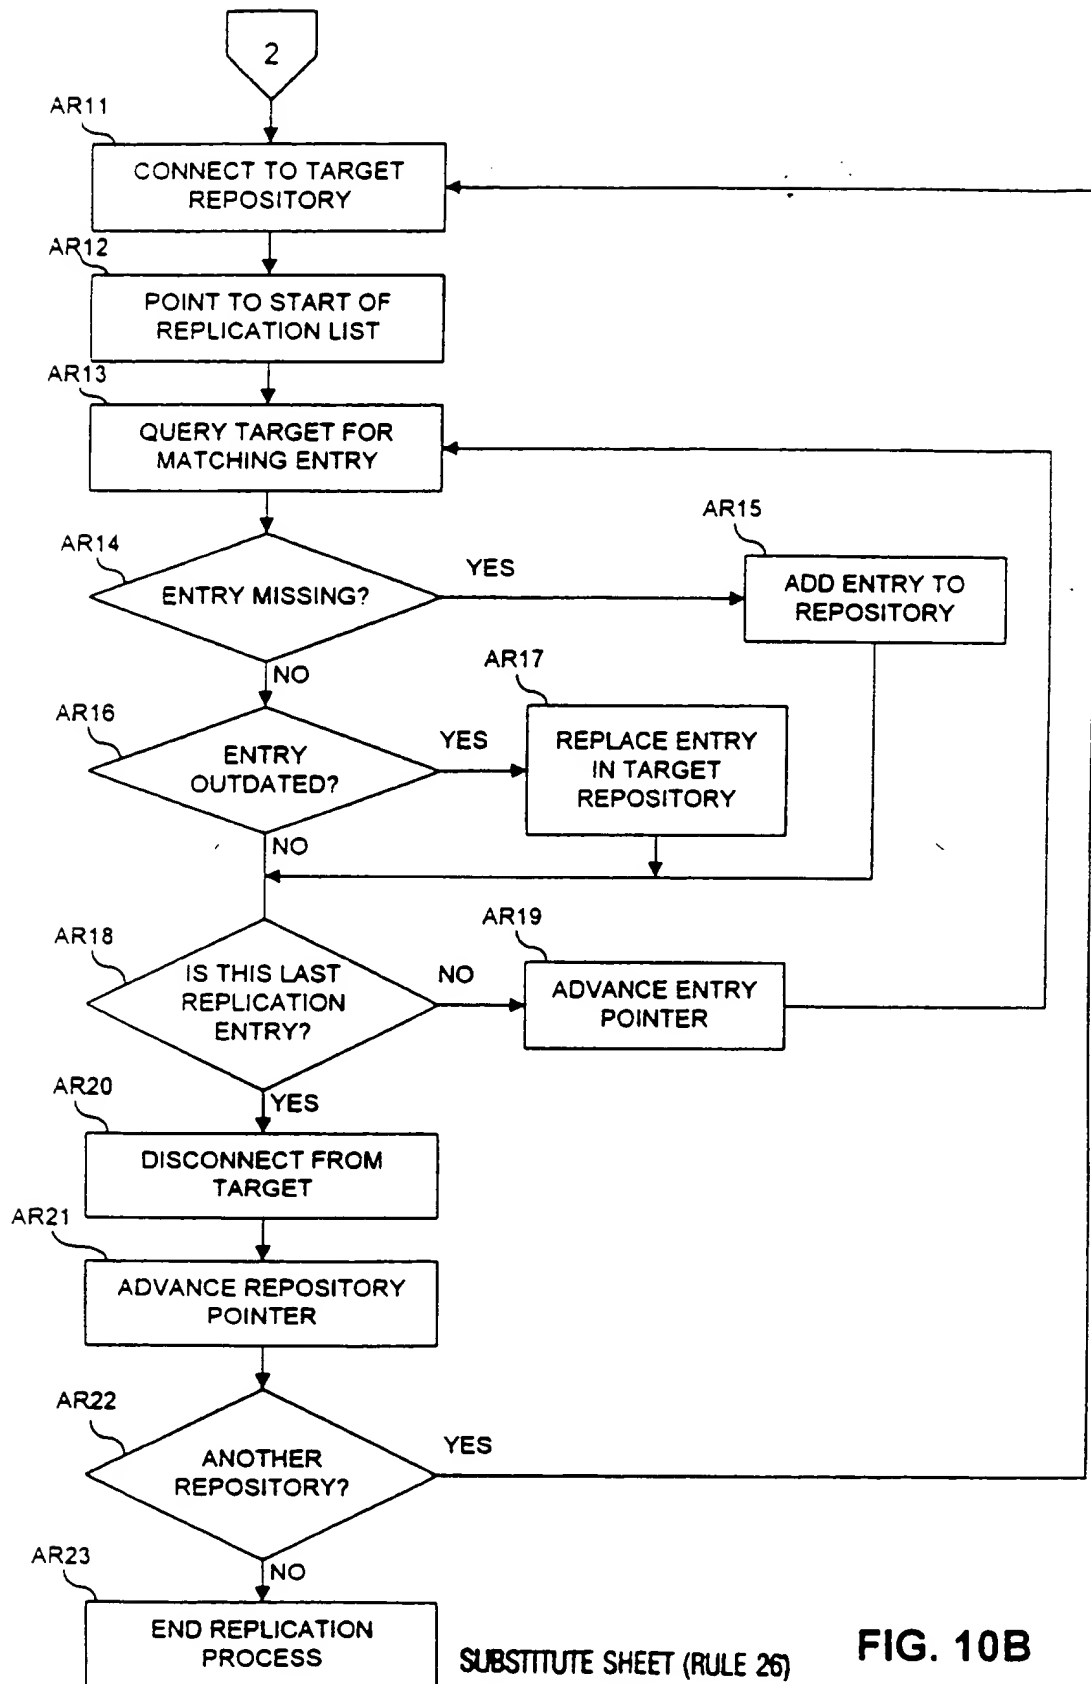 2
AR11
CONNECT TO TARGET
REPOSITORY
AR12
POINT TO START OF
REPLICATION LIST
AR13
QUERY TARGET FOR
MATCHING ENTRY
AR14
ENTRY MISSING?
YES
NO
AR15
ADD ENTRY TO
REPOSITORY
AR16
ENTRY
OUTDATED?
YES
NO
AR17
REPLACE ENTRY
IN TARGET
REPOSITORY
AR18
IS THIS LAST
REPLICATION
ENTRY?
NO
YES
AR19
ADVANCE ENTRY
POINTER
AR20
DISCONNECT FROM
TARGET
AR21
ADVANCE REPOSITORY
POINTER
AR22
ANOTHER
REPOSITORY?
YES
NO
AR23
END REPLICATION
PROCESS
SUBSTITUTE SHEET (RULE 26)
FIG. 10B